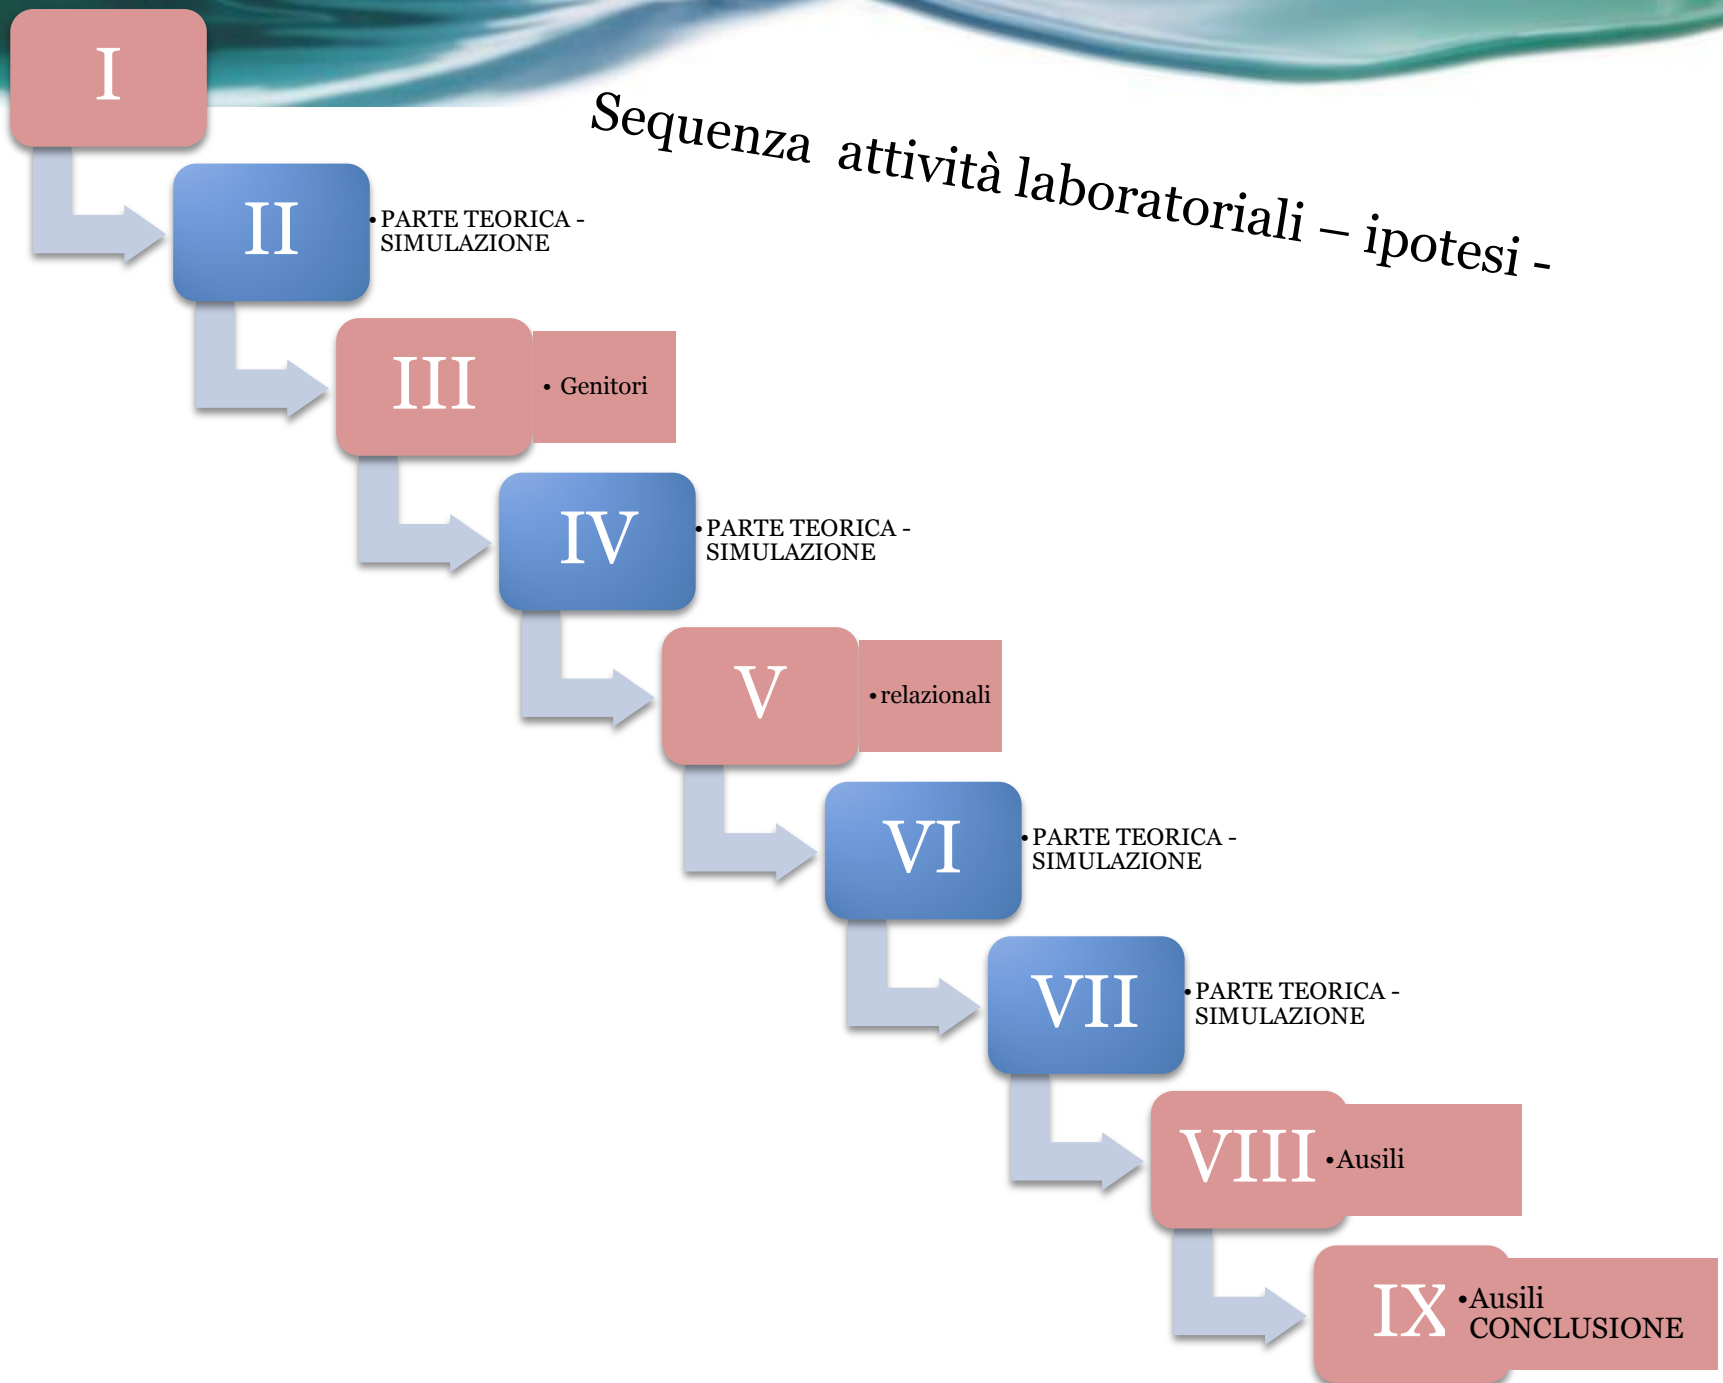 I
Sequenza attività laboratoriali – ipotesi -
II
• PARTE TEORICA -
SIMULAZIONE
III
• Genitori
IV
• PARTE TEORICA -
SIMULAZIONE
V
• relazionali
VI
• PARTE TEORICA -
SIMULAZIONE
VII
• PARTE TEORICA -
SIMULAZIONE
VIII
• Ausili
IX
• Ausili
CONCLUSIONE